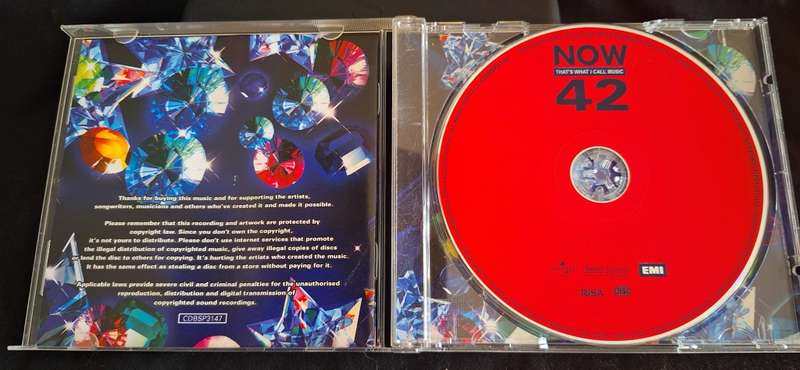 Thanks for buying this music and for supporting the artists,
songwriters, musicians and others who've created it and made it possible.
Please remember that this recording and artwork are protected by
copyright law. Since you don't own the copyright,
it's not yours to distribute. Please don't use internet services that promote
the illegal distribution of copyrighted music, give away illegal copies of discs
or lend the disc to others for copying. It's hurting the artists who created the music.
It has the same effect as stealing a disc from a store without paying for it.
Applicable laws provide severe civil and criminal penalties for the unauthorised
reproduction, distribution and digital transmission of
copyrighted sound recordings.
CDBSP3147
NOW
THAT'S WHAT I CALL MUSIC
42
EMI
RiSA